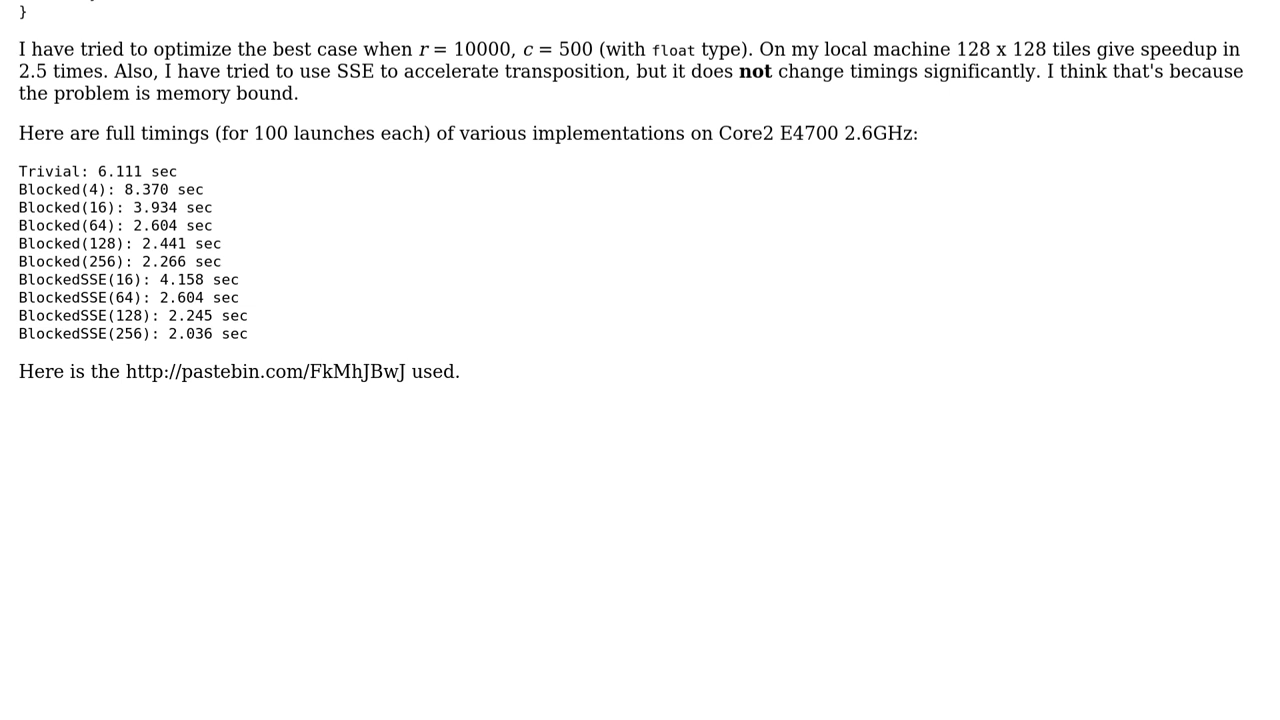 }
I have tried to optimize the best case when r = 10000, c = 500 (with float type). On my local machine 128 x 128 tiles give speedup in
2.5 times. Also, I have tried to use SSE to accelerate transposition, but it does not change timings significantly. I think that's because
the problem is memory bound.
Here are full timings (for 100 launches each) of various implementations on Core2 E4700 2.6GHz:
Trivial: 6.111 sec
Blocked(4): 8.370 sec
Blocked(16): 3.934 sec
Blocked(64): 2.604 sec
Blocked(128): 2.441 sec
Blocked(256): 2.266 sec
BlockedSSE(16): 4.158 sec
BlockedSSE(64): 2.604 sec
BlockedSSE(128): 2.245 sec
BlockedSSE(256): 2.036 sec
Here is the http://pastebin.com/FkMhJBwJ used.